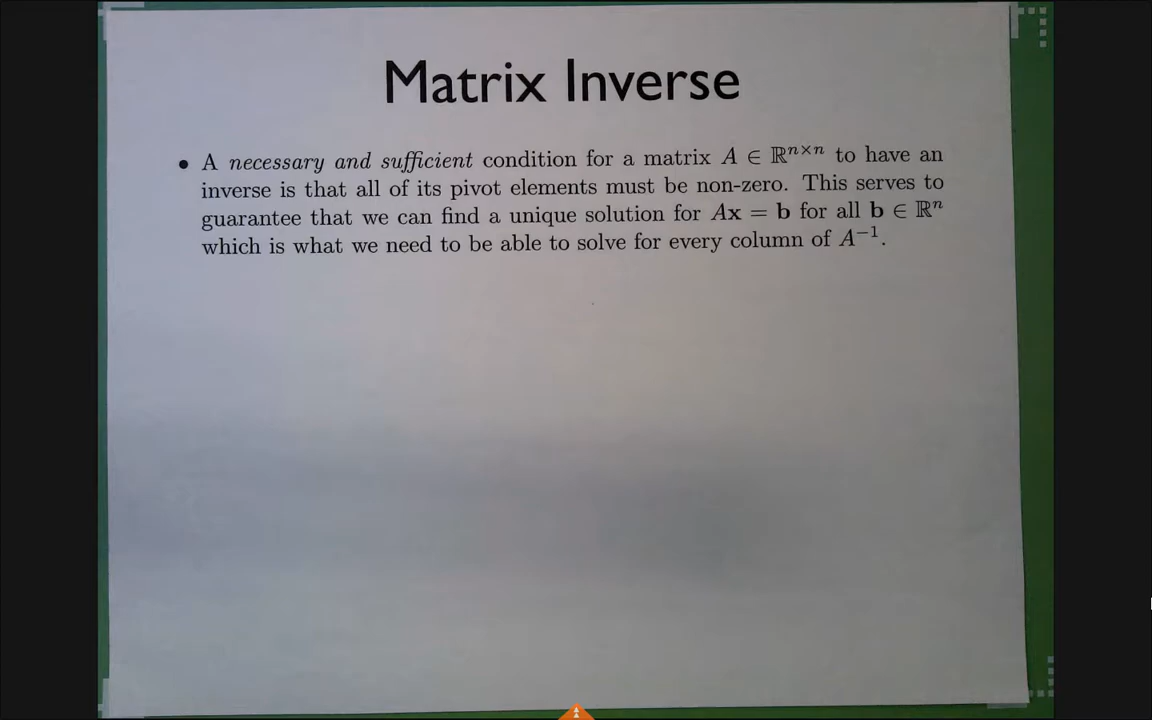 Matrix Inverse
• A necessary and sufficient condition for a matrix A ∈ ℝⁿˣⁿ to have an
inverse is that all of its pivot elements must be non-zero. This serves to
guarantee that we can find a unique solution for Ax = b for all b ∈ ℝⁿ
which is what we need to be able to solve for every column of A⁻¹.